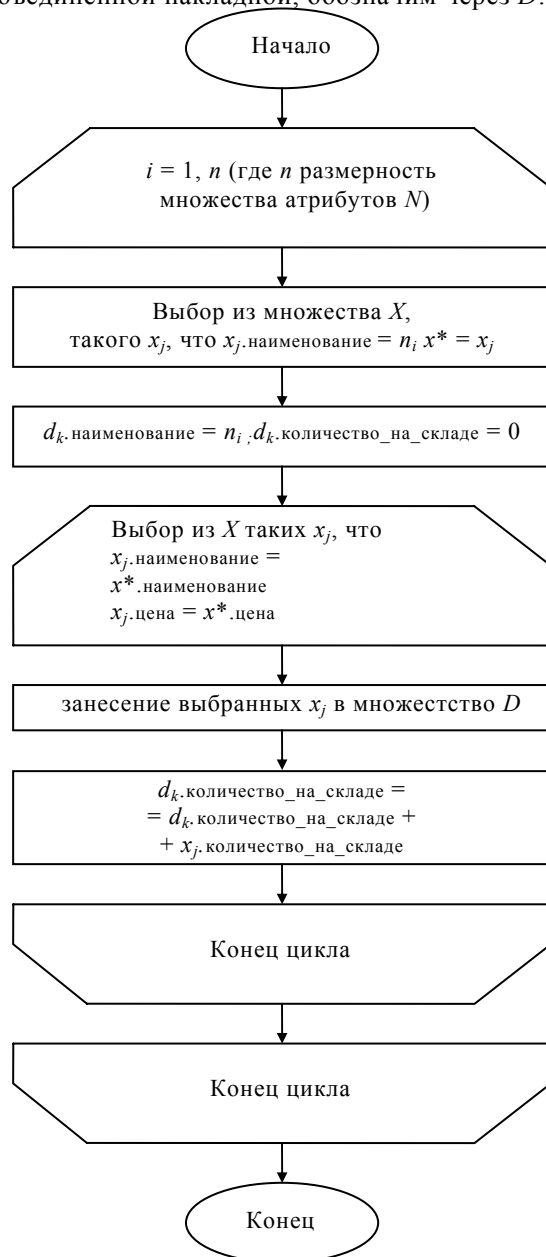 объединенной накладной, обозначим через D.
Начало
i = 1, n (где n размерность
множества атрибутов N)
Выбор из множества X,
такого xj, что xj.наименование = ni x* = xj
dk.наименование = ni ; dk.количество_на_складе = 0
Выбор из X таких xj, что
xj.наименование =
x*.наименование
xj.цена = x*.цена
занесение выбранных xj в множестство D
dk.количество_на_складе =
= dk.количество_на_складе +
+ xj.количество_на_складе
Конец цикла
Конец цикла
Конец